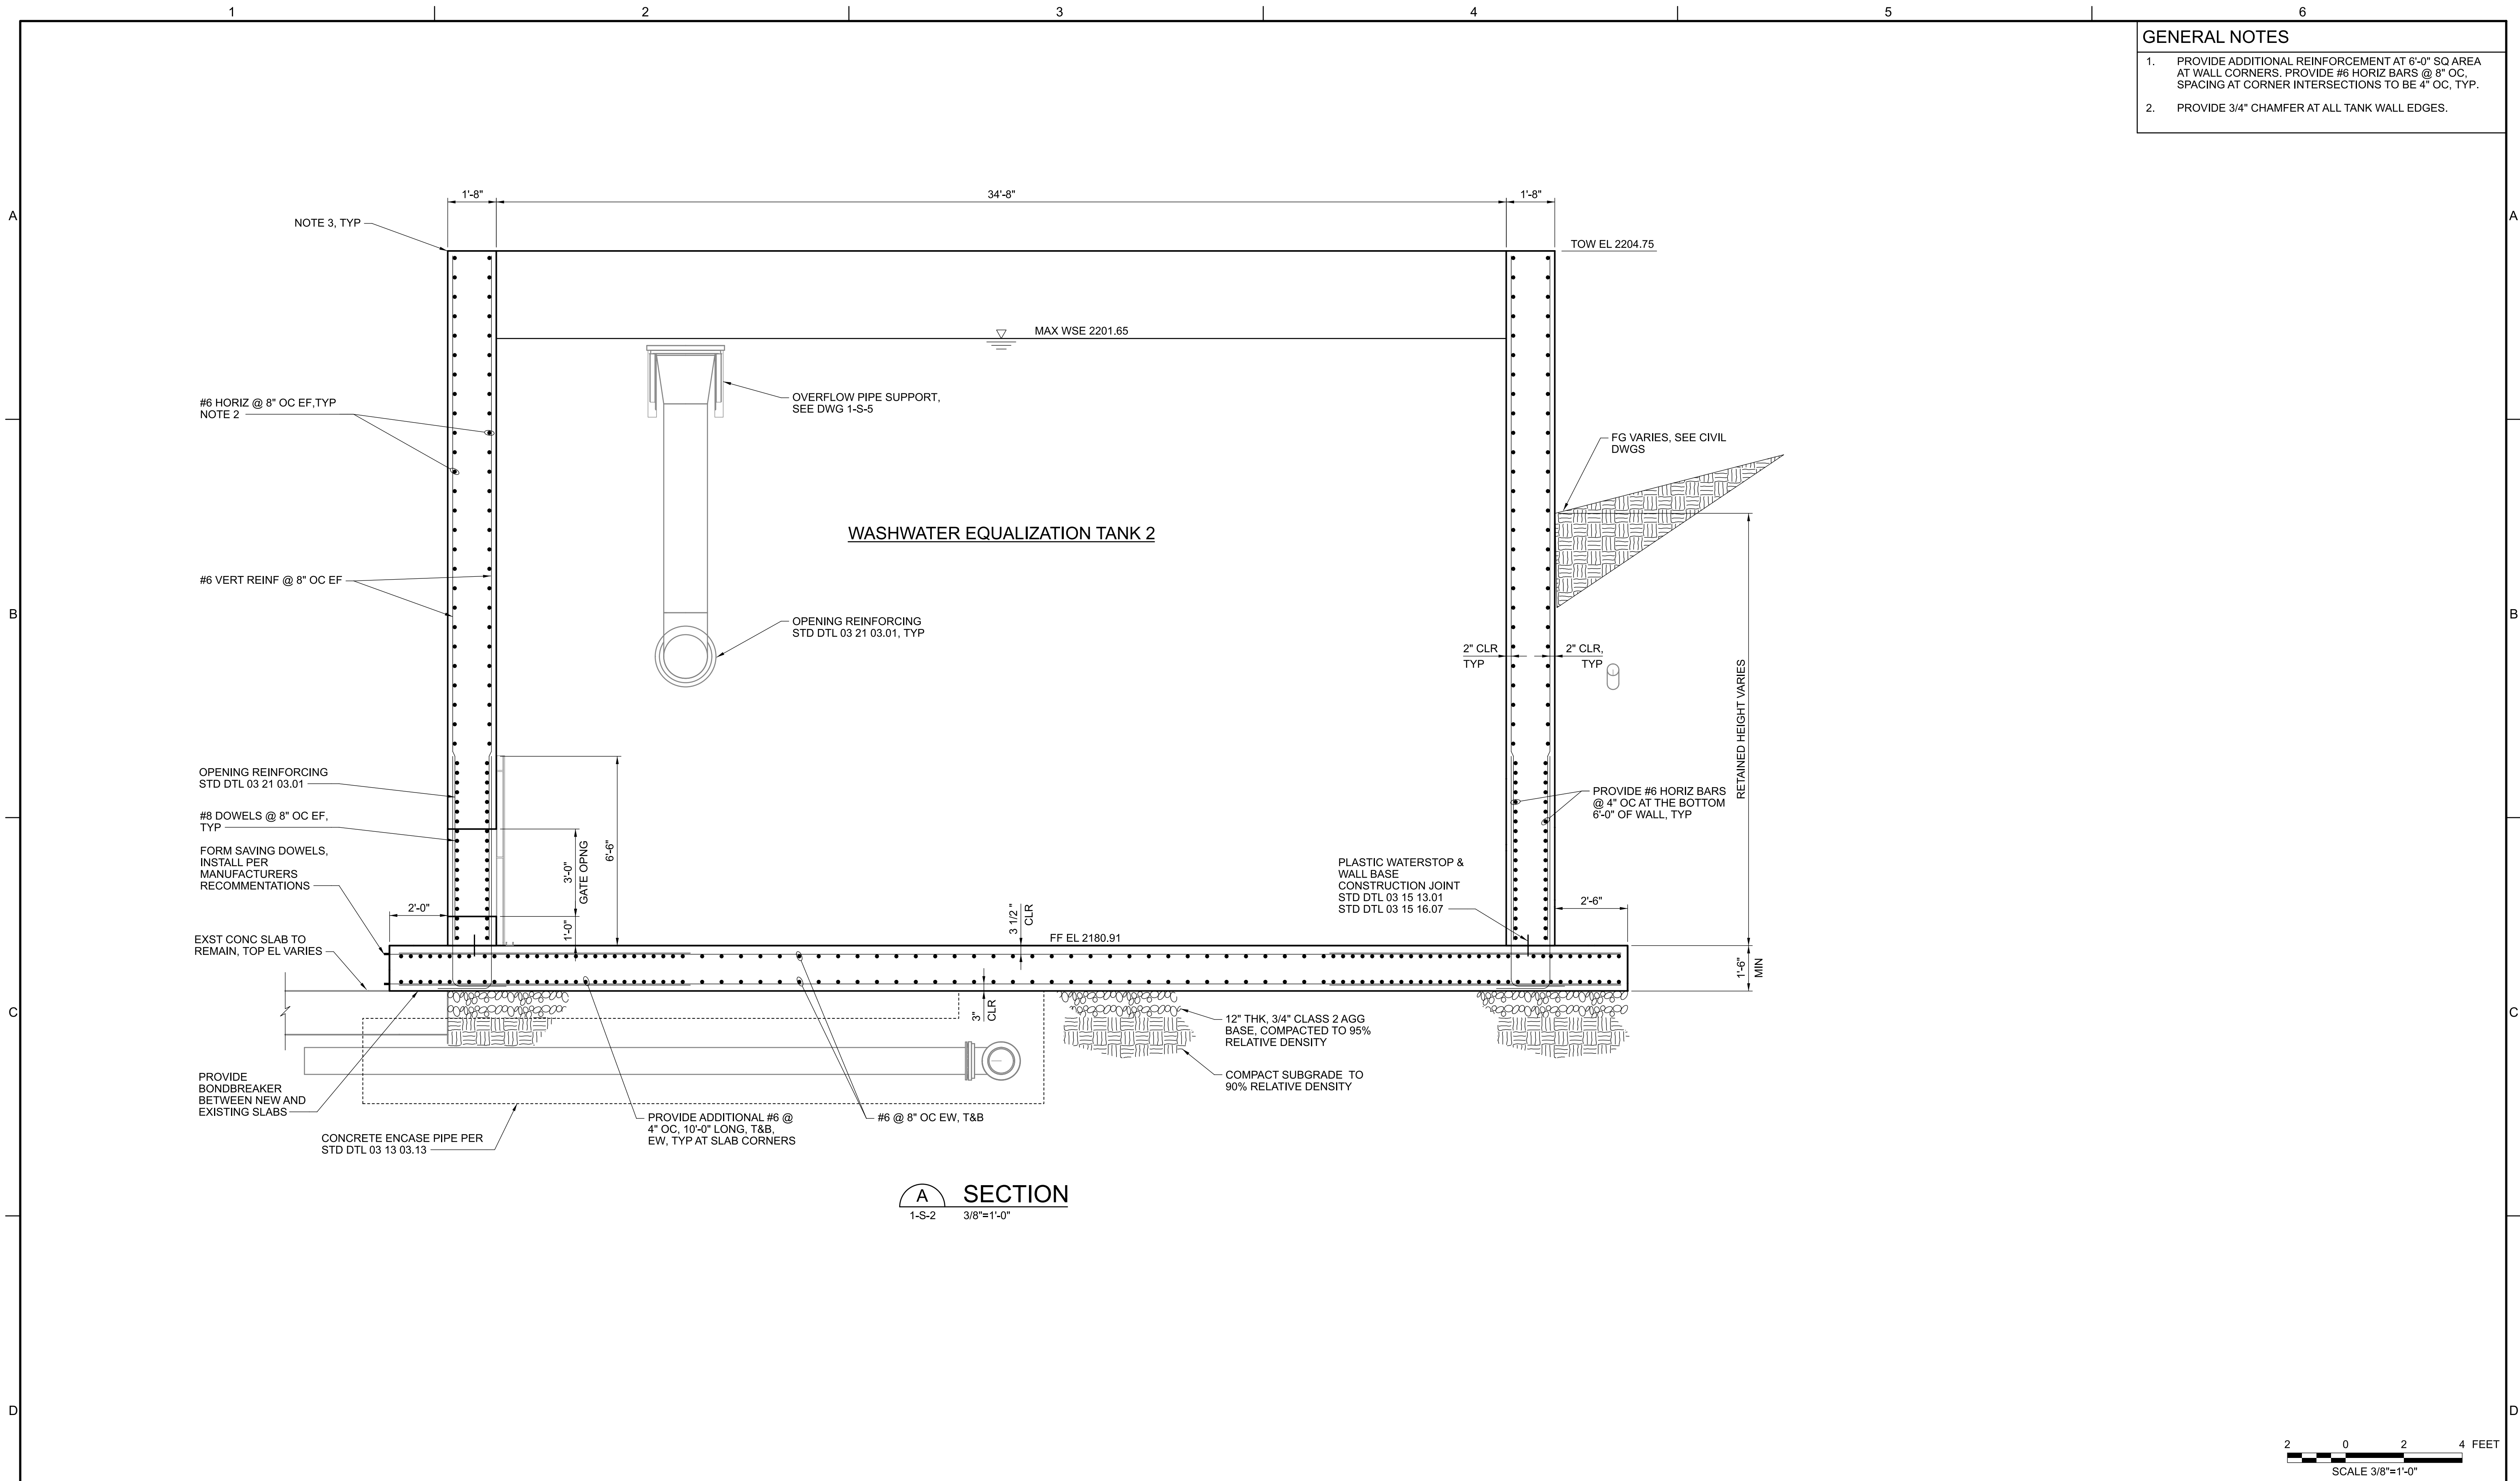 1 2 3 4 5 6
GENERAL NOTES
1. PROVIDE ADDITIONAL REINFORCEMENT AT 6'-0" SQ AREA
AT WALL CORNERS. PROVIDE #6 HORIZ BARS @ 8" OC,
SPACING AT CORNER INTERSECTIONS TO BE 4" OC, TYP.
2. PROVIDE 3/4" CHAMFER AT ALL TANK WALL EDGES.
A A
1'-8" 34'-8" 1'-8"
NOTE 3, TYP
TOW EL 2204.75
MAX WSE 2201.65
OVERFLOW PIPE SUPPORT,
SEE DWG 1-S-5
#6 HORIZ @ 8" OC EF,TYP
NOTE 2
FG VARIES, SEE CIVIL
DWGS
WASHWATER EQUALIZATION TANK 2
#6 VERT REINF @ 8" OC EF
B B
OPENING REINFORCING
STD DTL 03 21 03.01, TYP
2" CLR
TYP
2" CLR,
TYP
RETAINED HEIGHT VARIES
OPENING REINFORCING
STD DTL 03 21 03.01
#8 DOWELS @ 8" OC EF,
TYP
FORM SAVING DOWELS,
INSTALL PER
MANUFACTURERS
RECOMMENTATIONS
3'-0"
GATE OPNG
6'-6"
PROVIDE #6 HORIZ BARS
@ 4" OC AT THE BOTTOM
6'-0" OF WALL, TYP
PLASTIC WATERSTOP &
WALL BASE
CONSTRUCTION JOINT
STD DTL 03 15 13.01
STD DTL 03 15 16.07
2'-0"
1'-0"
3 1/2 "
CLR
2'-6"
EXST CONC SLAB TO
REMAIN, TOP EL VARIES
FF EL 2180.91
1'-6"
MIN
C C
3"
CLR
12" THK, 3/4" CLASS 2 AGG
BASE, COMPACTED TO 95%
RELATIVE DENSITY
COMPACT SUBGRADE TO
90% RELATIVE DENSITY
PROVIDE
BONDBREAKER
BETWEEN NEW AND
EXISTING SLABS
PROVIDE ADDITIONAL #6 @
4" OC, 10'-0" LONG, T&B,
EW, TYP AT SLAB CORNERS
#6 @ 8" OC EW, T&B
CONCRETE ENCASE PIPE PER
STD DTL 03 13 03.13
A SECTION
1-S-2 3/8"=1'-0"
D D
2 0 2 4 FEET
SCALE 3/8"=1'-0"